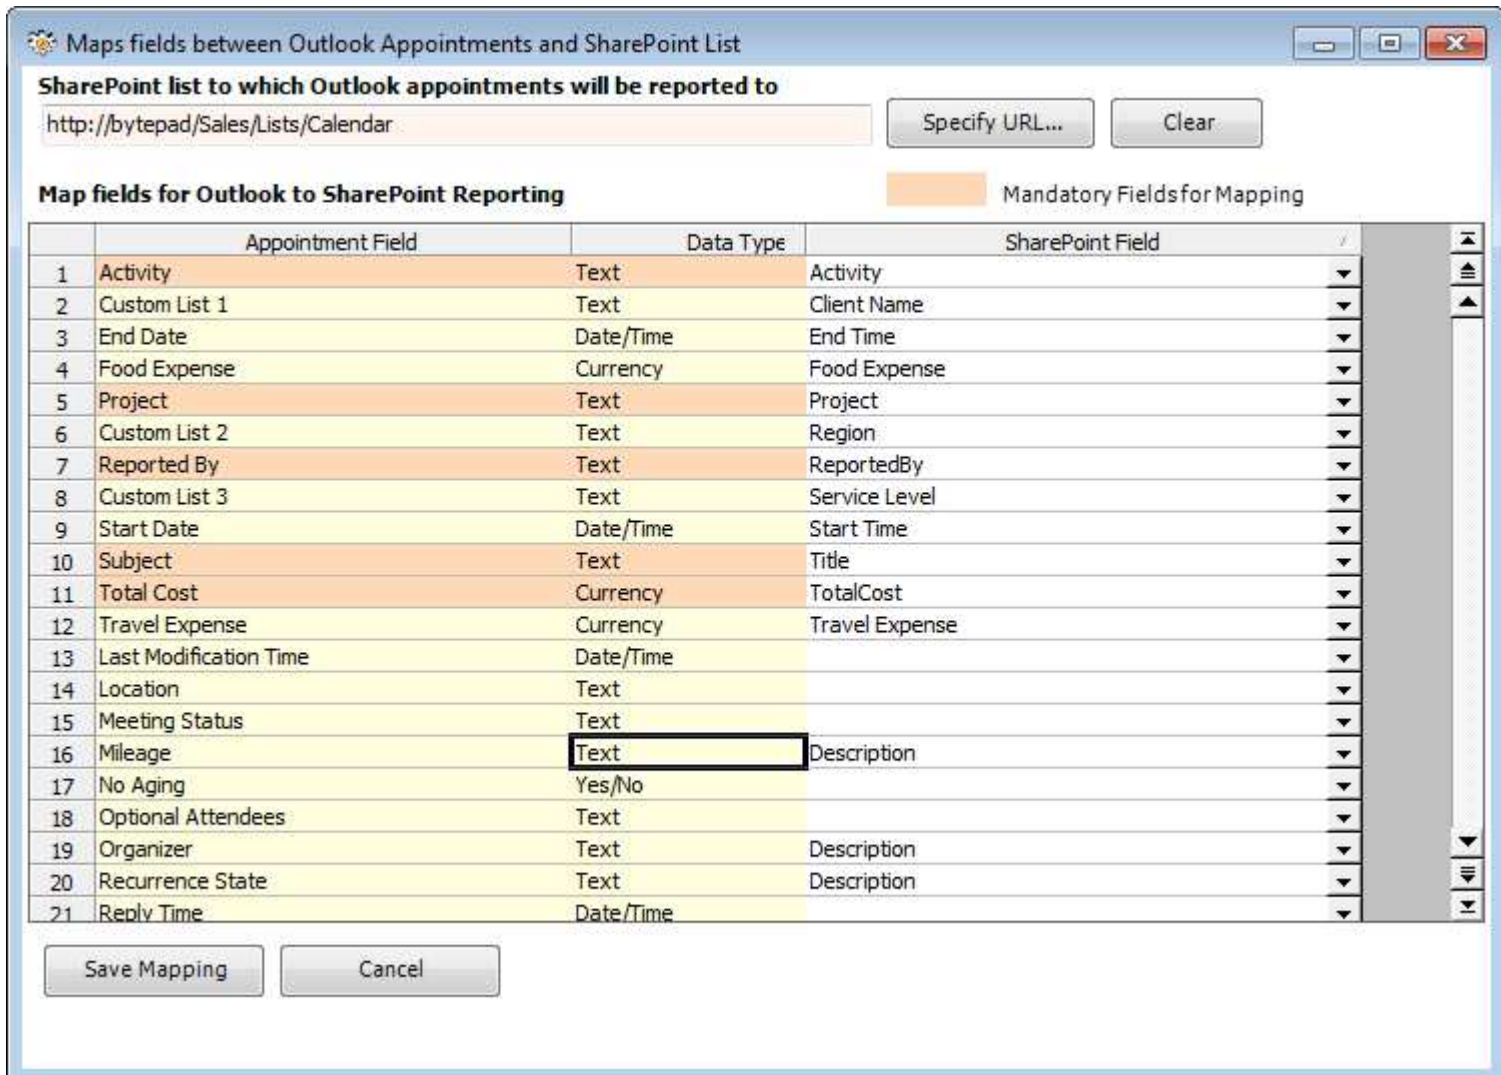 Maps fields between Outlook Appointments and SharePoint List
SharePoint list to which Outlook appointments will be reported to
http://bytepad/Sales/Lists/Calendar Specify URL... Clear
Map fields for Outlook to SharePoint Reporting Mandatory Fields for Mapping
Appointment Field Data Type SharePoint Field
1 Activity Text Activity
2 Custom List 1 Text Client Name
3 End Date Date/Time End Time
4 Food Expense Currency Food Expense
5 Project Text Project
6 Custom List 2 Text Region
7 Reported By Text ReportedBy
8 Custom List 3 Text Service Level
9 Start Date Date/Time Start Time
10 Subject Text Title
11 Total Cost Currency TotalCost
12 Travel Expense Currency Travel Expense
13 Last Modification Time Date/Time
14 Location Text
15 Meeting Status Text
16 Mileage Text Description
17 No Aging Yes/No
18 Optional Attendees Text
19 Organizer Text Description
20 Recurrence State Text Description
21 Reply Time Date/Time
Save Mapping Cancel